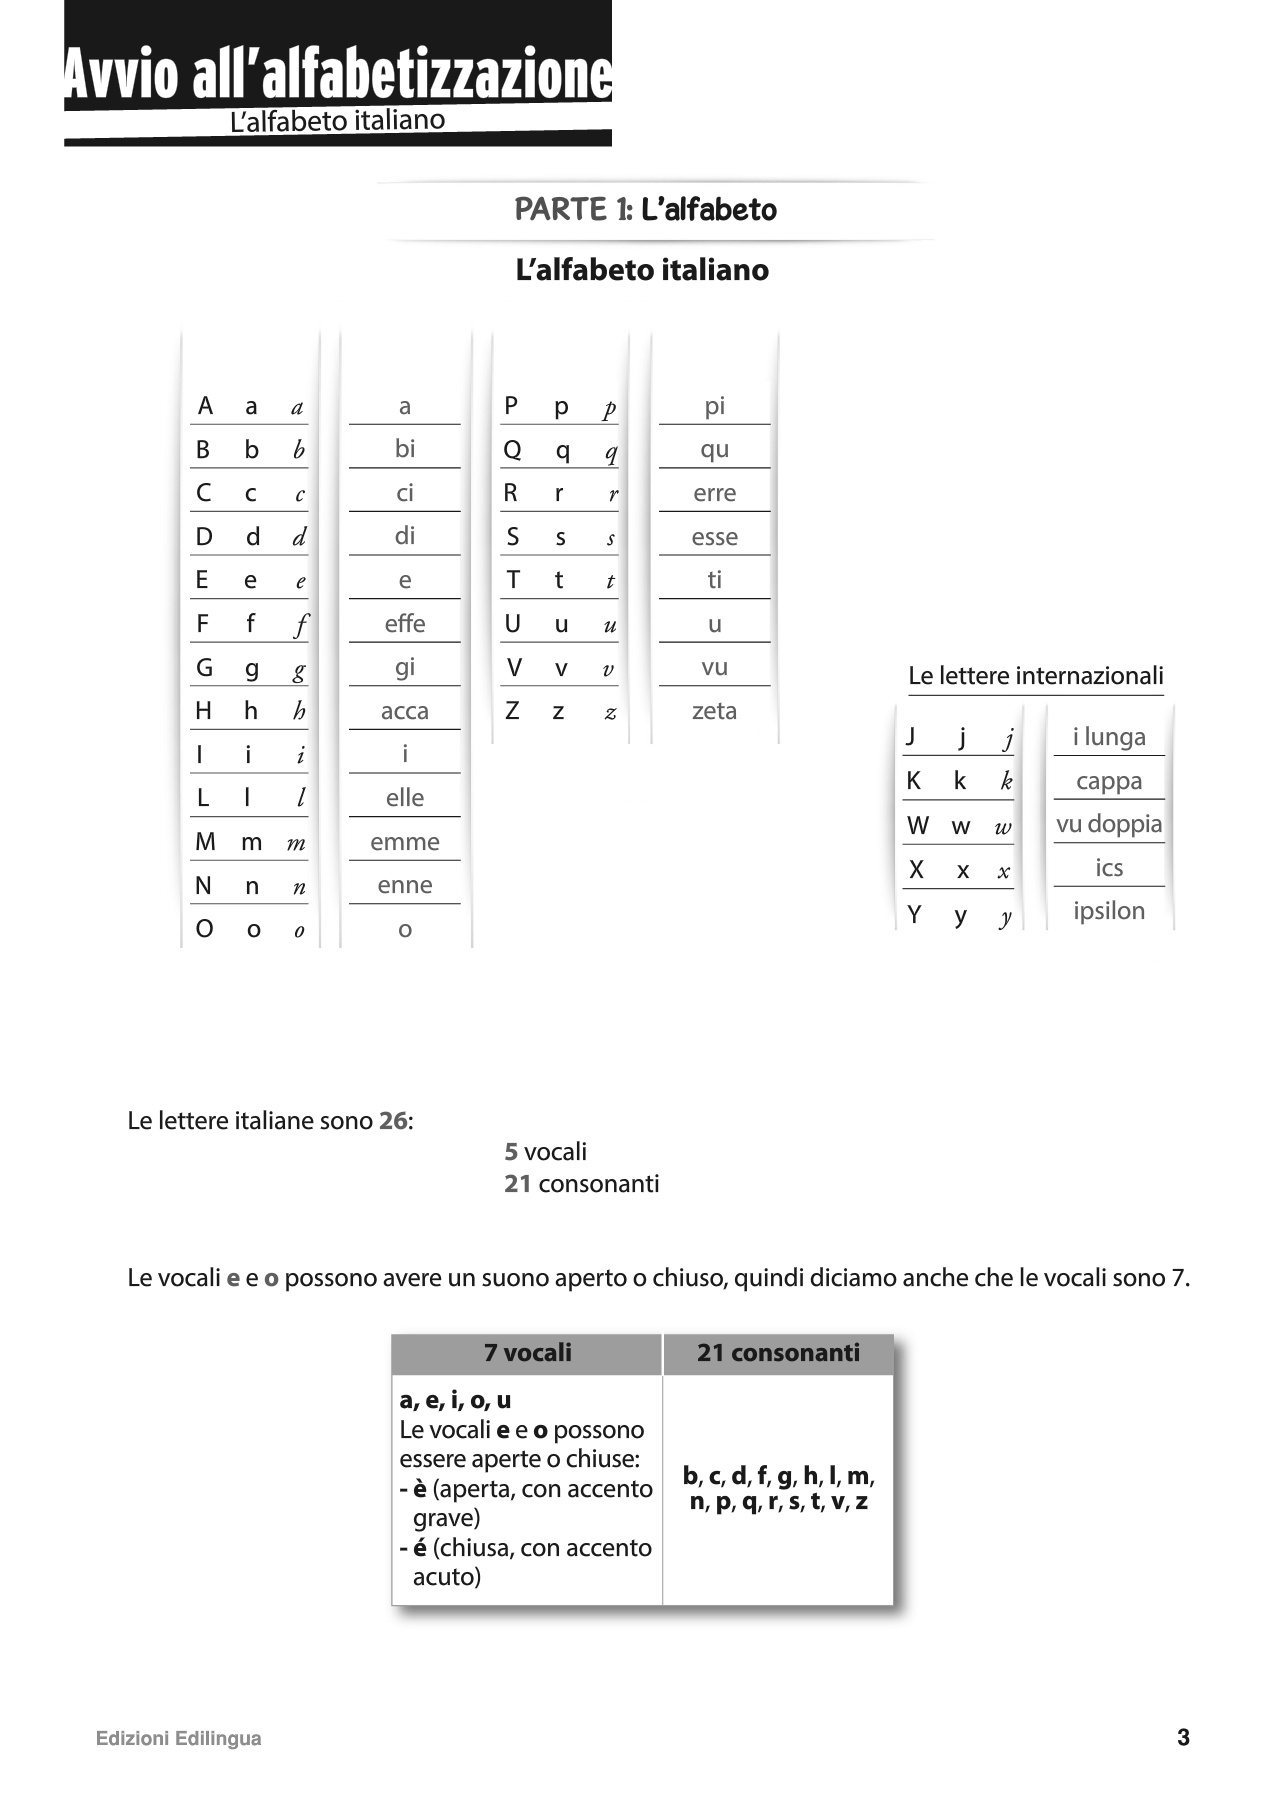 Avvio all’alfabetizzazione
L’alfabeto italiano
PARTE 1: L’alfabeto
L’alfabeto italiano
A a a a
B b b bi
C c c ci
D d d di
E e e e
F f f effe
G g g gi
H h h acca
I i i i
L l l elle
M m m emme
N n n enne
O o o o
P p p pi
Q q q qu
R r r erre
S s s esse
T t t ti
U u u u
V v v vu
Z z z zeta
Le lettere internazionali
J j j i lunga
K k k cappa
W w w vu doppia
X x x ics
Y y y ipsilon
Le lettere italiane sono 26:
5 vocali
21 consonanti
Le vocali e e o possono avere un suono aperto o chiuso, quindi diciamo anche che le vocali sono 7.
7 vocali
a, e, i, o, u
Le vocali e e o possono
essere aperte o chiuse:
- è (aperta, con accento
grave)
- é (chiusa, con accento
acuto)
21 consonanti
b, c, d, f, g, h, l, m,
n, p, q, r, s, t, v, z
Edizioni Edilingua
3